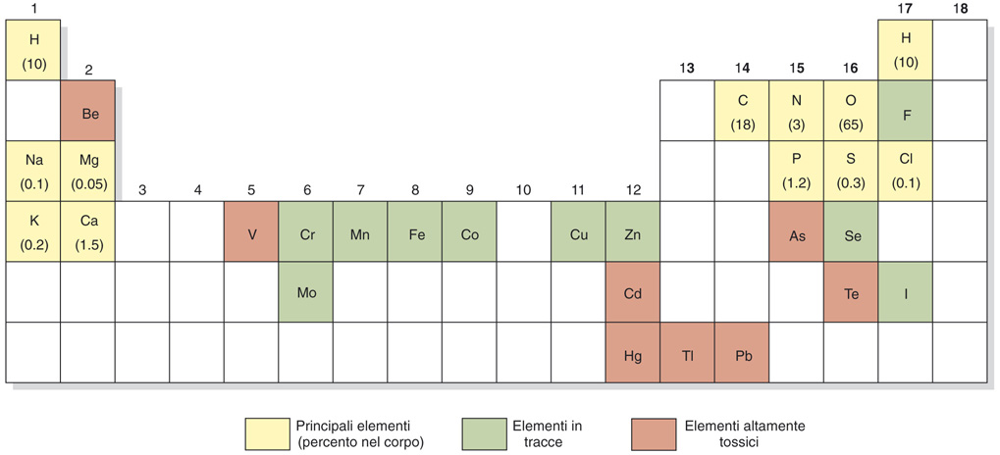 1 17 18
H H
(10) (10)
2 13 14 15 16
Be C N O F
(18) (3) (65)
Na Mg P S Cl
(0.1) (0.05) (1.2) (0.3) (0.1)
3 4 5 6 7 8 9 10 11 12
K Ca V Cr Mn Fe Co Cu Zn As Se
(0.2) (1.5)
Mo Cd Te I
Hg Tl Pb
Principali elementi
(percento nel corpo)
Elementi in
tracce
Elementi altamente
tossici